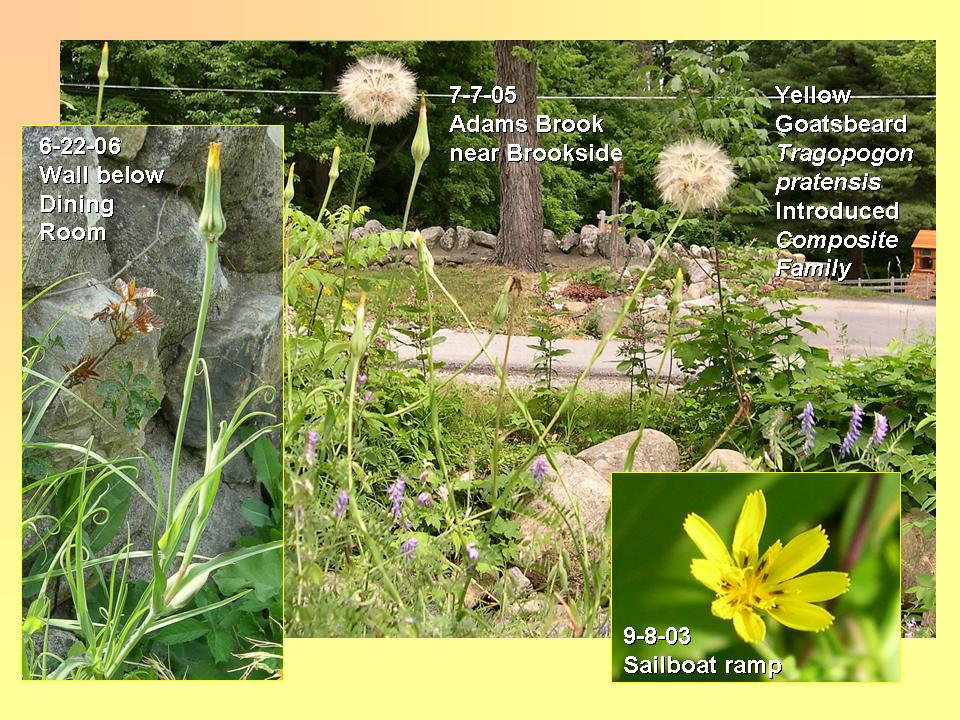 7-7-05
Adams Brook
near Brookside
Yellow
Goatsbeard
Tragopogon
pratensis
Introduced
Composite
Family
6-22-06
Wall below
Dining
Room
9-8-03
Sailboat ramp